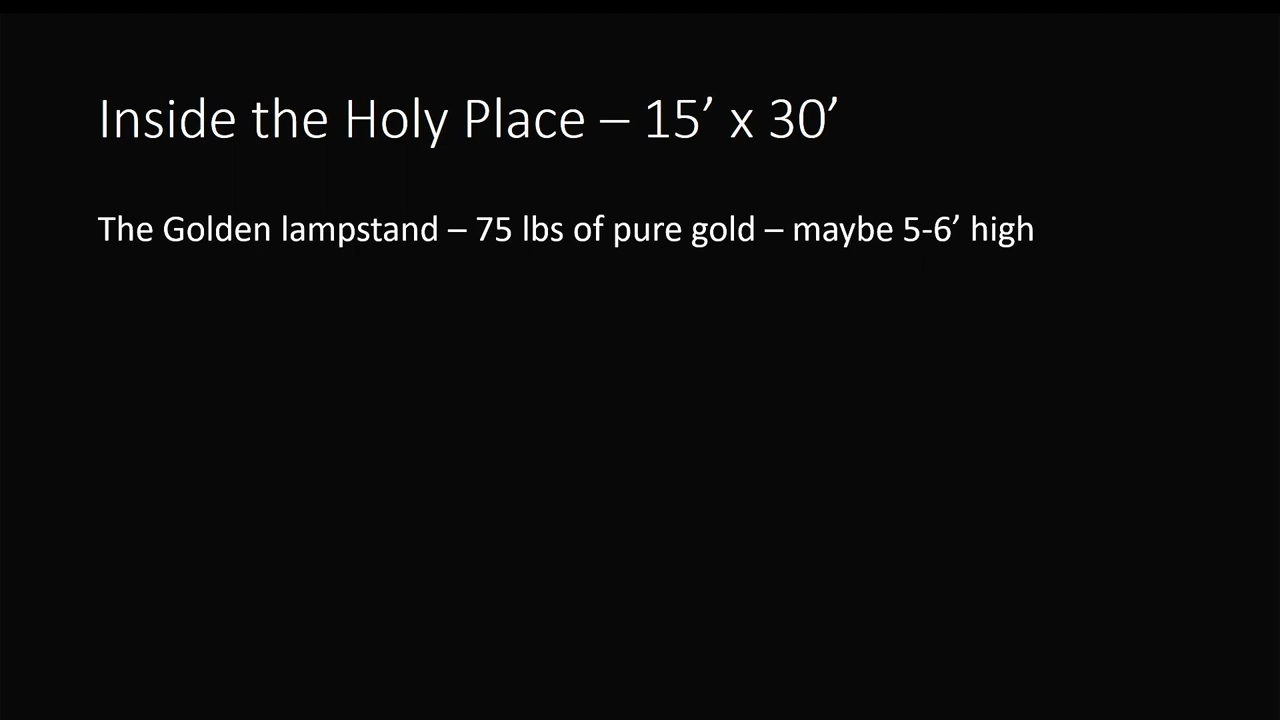 Inside the Holy Place – 15’ x 30’
The Golden lampstand – 75 lbs of pure gold – maybe 5-6’ high